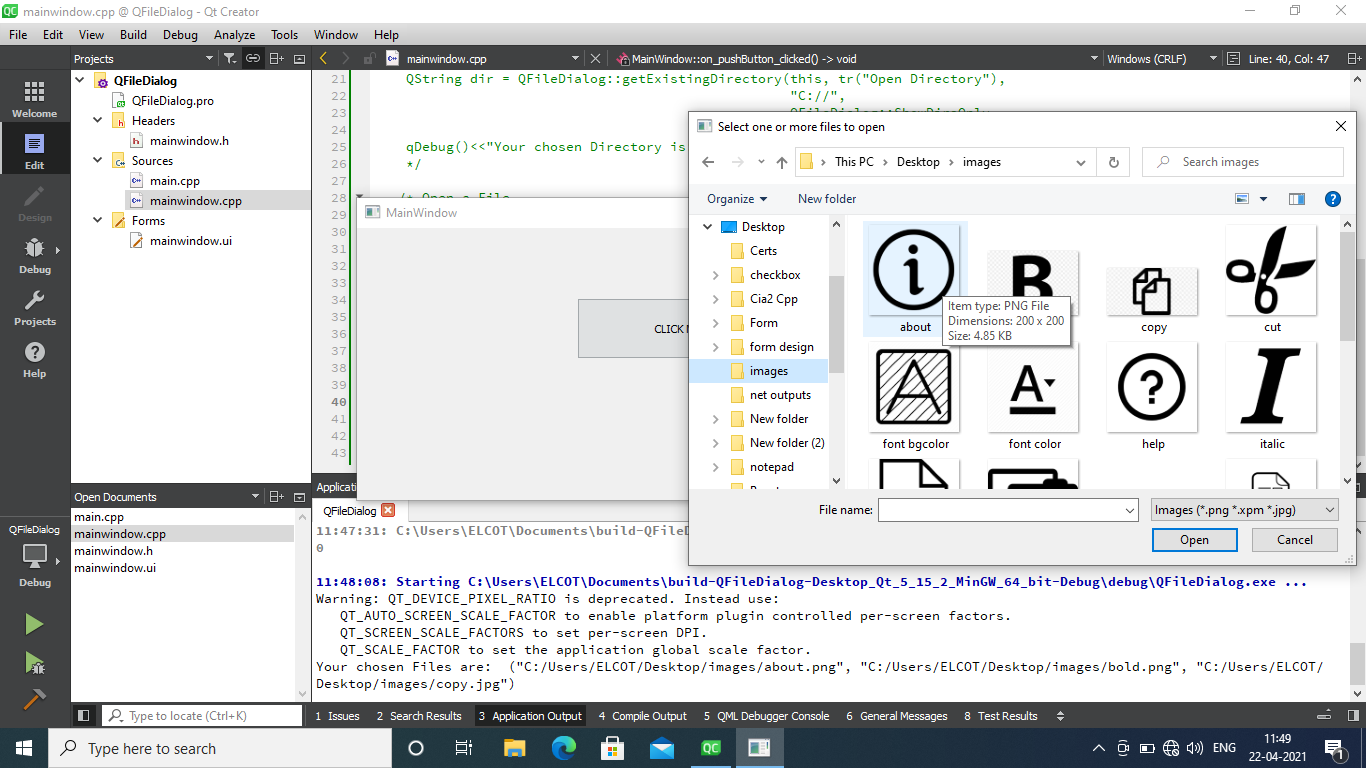 QC mainwindow.cpp @ QFileDialog - Qt Creator
File Edit View Build Debug Analyze Tools Window Help
Projects
mainwindow.cpp
MainWindow::on_pushButton_clicked() -> void
Windows (CRLF)
Line: 40, Col: 47
Welcome
Edit
Design
Debug
Projects
Help
QFileDialog
QFileDialog.pro
Headers
mainwindow.h
Sources
main.cpp
mainwindow.cpp
Forms
mainwindow.ui
21 QString dir = QFileDialog::getExistingDirectory(this, tr("Open Directory"),
22 "C://",
23 QFileDialog::ShowDirsOnly
24
25 qDebug()<<"Your chosen Directory is
26 */
27
28 /* Open a File
29
30
31
32
33
34
35
36
37
38
39
40
41
42
43
MainWindow
CLICK
Select one or more files to open
This PC
Desktop
images
Search images
Organize
New folder
Desktop
Certs
checkbox
Cia2 Cpp
Form
form design
images
net outputs
New folder
New folder (2)
notepad
about
copy
cut
Item type: PNG File
Dimensions: 200 x 200
Size: 4.85 KB
font bgcolor
font color
help
italic
File name:
Images (*.png *.xpm *.jpg)
Open
Cancel
Open Documents
main.cpp
mainwindow.cpp
mainwindow.h
mainwindow.ui
QFileDialog
Debug
Applicati
QFileDialog
11:47:31: C:\Users\ELCOT\Documents\build-QFileD
0
11:48:08: Starting C:\Users\ELCOT\Documents\build-QFileDialog-Desktop_Qt_5_15_2_MinGW_64_bit-Debug\debug\QFileDialog.exe ...
Warning: QT_DEVICE_PIXEL_RATIO is deprecated. Instead use:
QT_AUTO_SCREEN_SCALE_FACTOR to enable platform plugin controlled per-screen factors.
QT_SCREEN_SCALE_FACTORS to set per-screen DPI.
QT_SCALE_FACTOR to set the application global scale factor.
Your chosen Files are: ("C:/Users/ELCOT/Desktop/images/about.png", "C:/Users/ELCOT/Desktop/images/bold.png", "C:/Users/ELCOT/
Desktop/images/copy.jpg")
Type to locate (Ctrl+K)
1 Issues
2 Search Results
3 Application Output
4 Compile Output
5 QML Debugger Console
6 General Messages
8 Test Results
Type here to search
QC
ENG
11:49
22-04-2021
1